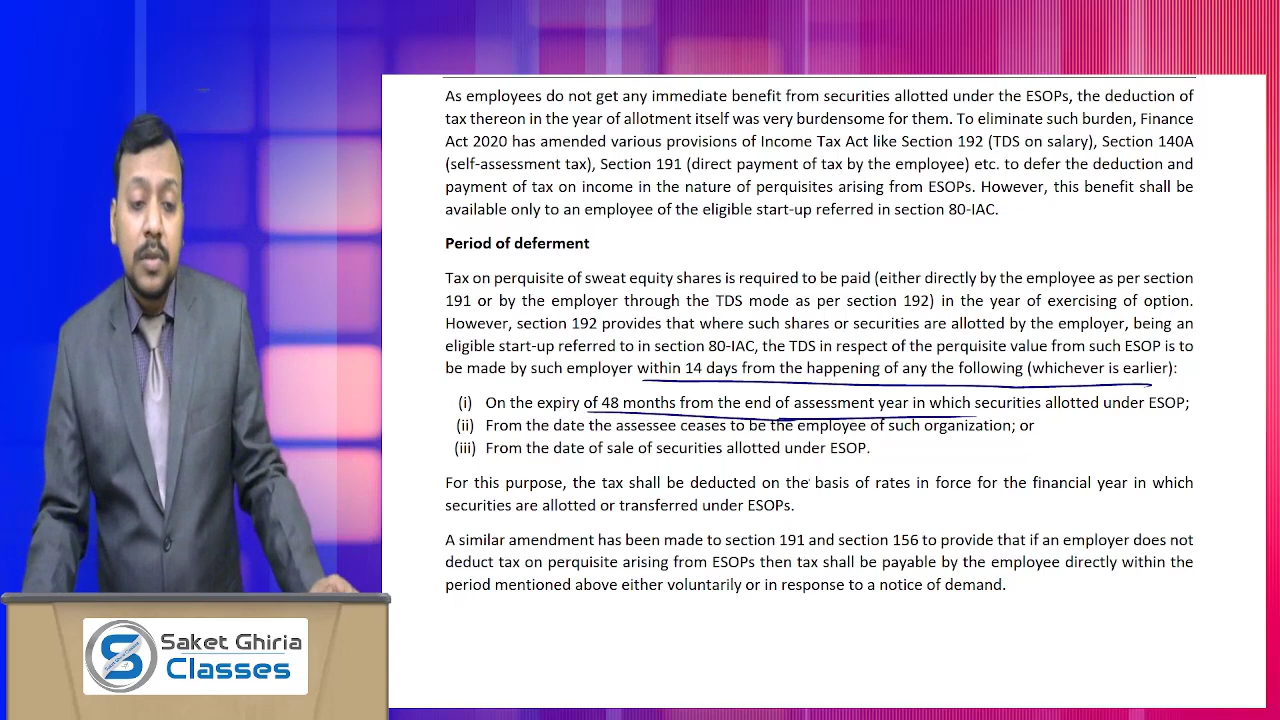 As employees do not get any immediate benefit from securities allotted under the ESOPs, the deduction of
tax thereon in the year of allotment itself was very burdensome for them. To eliminate such burden, Finance
Act 2020 has amended various provisions of Income Tax Act like Section 192 (TDS on salary), Section 140A
(self-assessment tax), Section 191 (direct payment of tax by the employee) etc. to defer the deduction and
payment of tax on income in the nature of perquisites arising from ESOPs. However, this benefit shall be
available only to an employee of the eligible start-up referred in section 80-IAC.
Period of deferment
Tax on perquisite of sweat equity shares is required to be paid (either directly by the employee as per section
191 or by the employer through the TDS mode as per section 192) in the year of exercising of option.
However, section 192 provides that where such shares or securities are allotted by the employer, being an
eligible start-up referred to in section 80-IAC, the TDS in respect of the perquisite value from such ESOP is to
be made by such employer within 14 days from the happening of any the following (whichever is earlier):
(i) On the expiry of 48 months from the end of assessment year in which securities allotted under ESOP;
(ii) From the date the assessee ceases to be the employee of such organization; or
(iii) From the date of sale of securities allotted under ESOP.
For this purpose, the tax shall be deducted on the basis of rates in force for the financial year in which
securities are allotted or transferred under ESOPs.
A similar amendment has been made to section 191 and section 156 to provide that if an employer does not
deduct tax on perquisite arising from ESOPs then tax shall be payable by the employee directly within the
period mentioned above either voluntarily or in response to a notice of demand.
Saket Ghiria
Classes